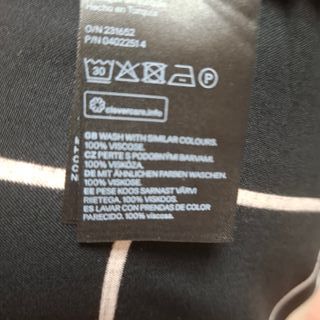 Hecho en Turquía
O/N 231652
P/N 04022514
30
P
clevercare.info
GB WASH WITH SIMILAR COLOURS.
100% VISCOSE.
CZ PERTE S PODOBNÝM BARVAMI.
100% VISKÓZA.
DE MIT ÄHNLICHEN FARBEN WASCHEN.
100% VISKOSE.
EE PESE KOOS SARNAST VÄRVI
RIIETEGA. 100% VISKOOS.
ES LAVAR CON PRENDAS DE COLOR
PARECIDO. 100% VISCOSA.